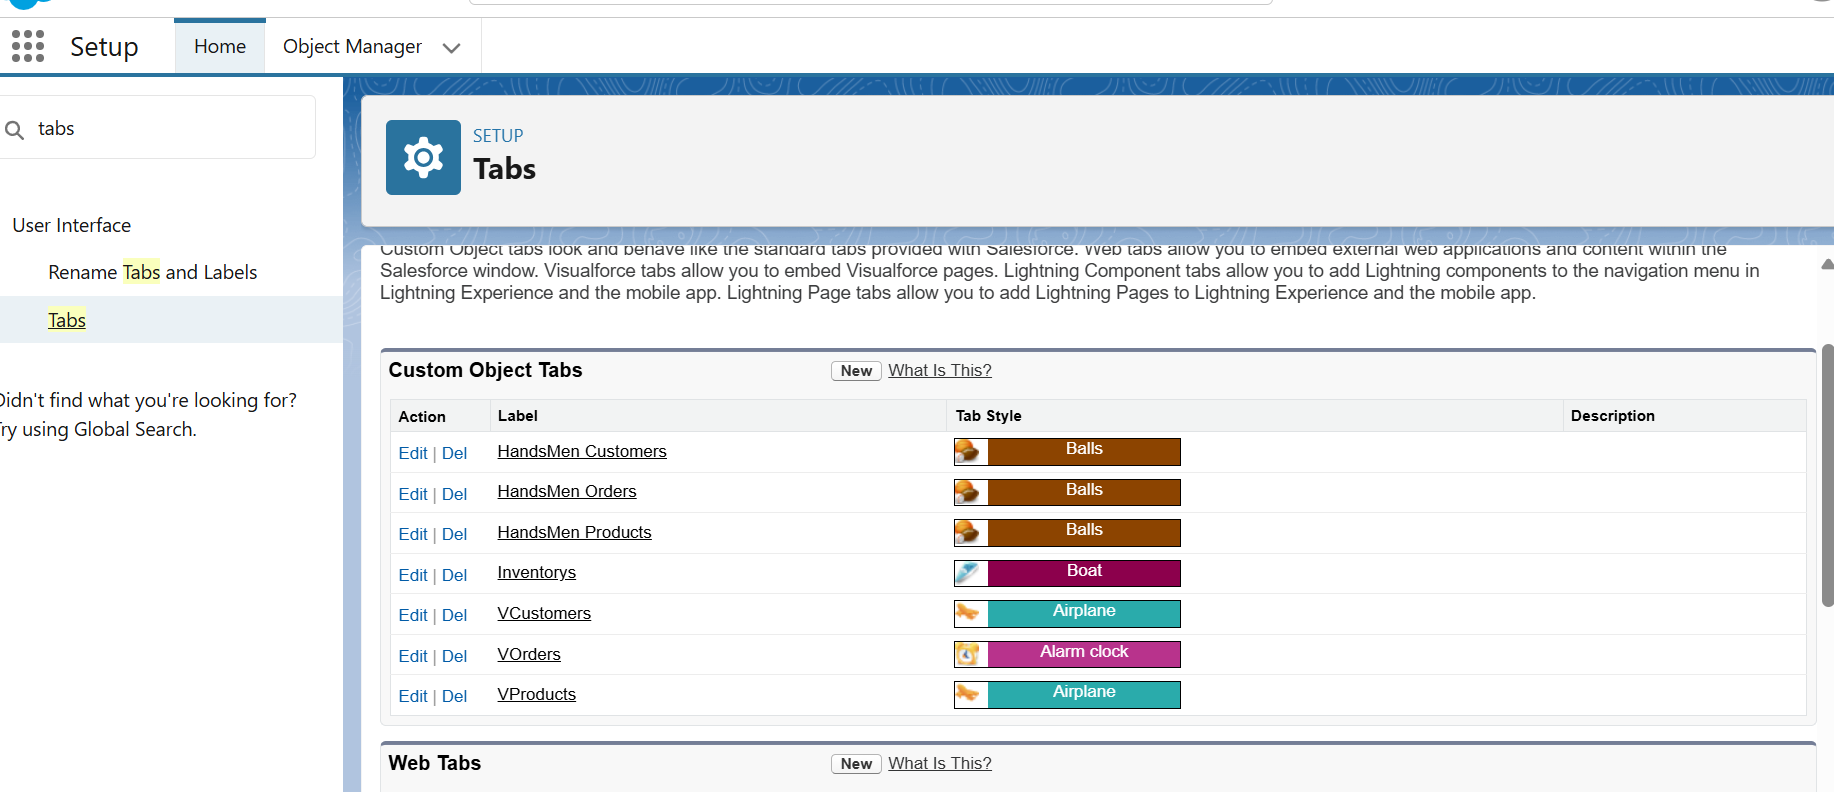 Setup
Home
Object Manager
tabs
User Interface
Rename Tabs and Labels
Tabs
Didn't find what you're looking for?
Try using Global Search.
SETUP
Tabs
Custom Object tabs look and behave like the standard tabs provided with Salesforce. Web tabs allow you to embed external web applications and content within the
Salesforce window. Visualforce tabs allow you to embed Visualforce pages. Lightning Component tabs allow you to add Lightning components to the navigation menu in
Lightning Experience and the mobile app. Lightning Page tabs allow you to add Lightning Pages to Lightning Experience and the mobile app.
Custom Object Tabs New What Is This?
Action Label Tab Style Description
Edit | Del HandsMen Customers Balls
Edit | Del HandsMen Orders Balls
Edit | Del HandsMen Products Balls
Edit | Del Inventorys Boat
Edit | Del VCustomers Airplane
Edit | Del VOrders Alarm clock
Edit | Del VProducts Airplane
Web Tabs New What Is This?